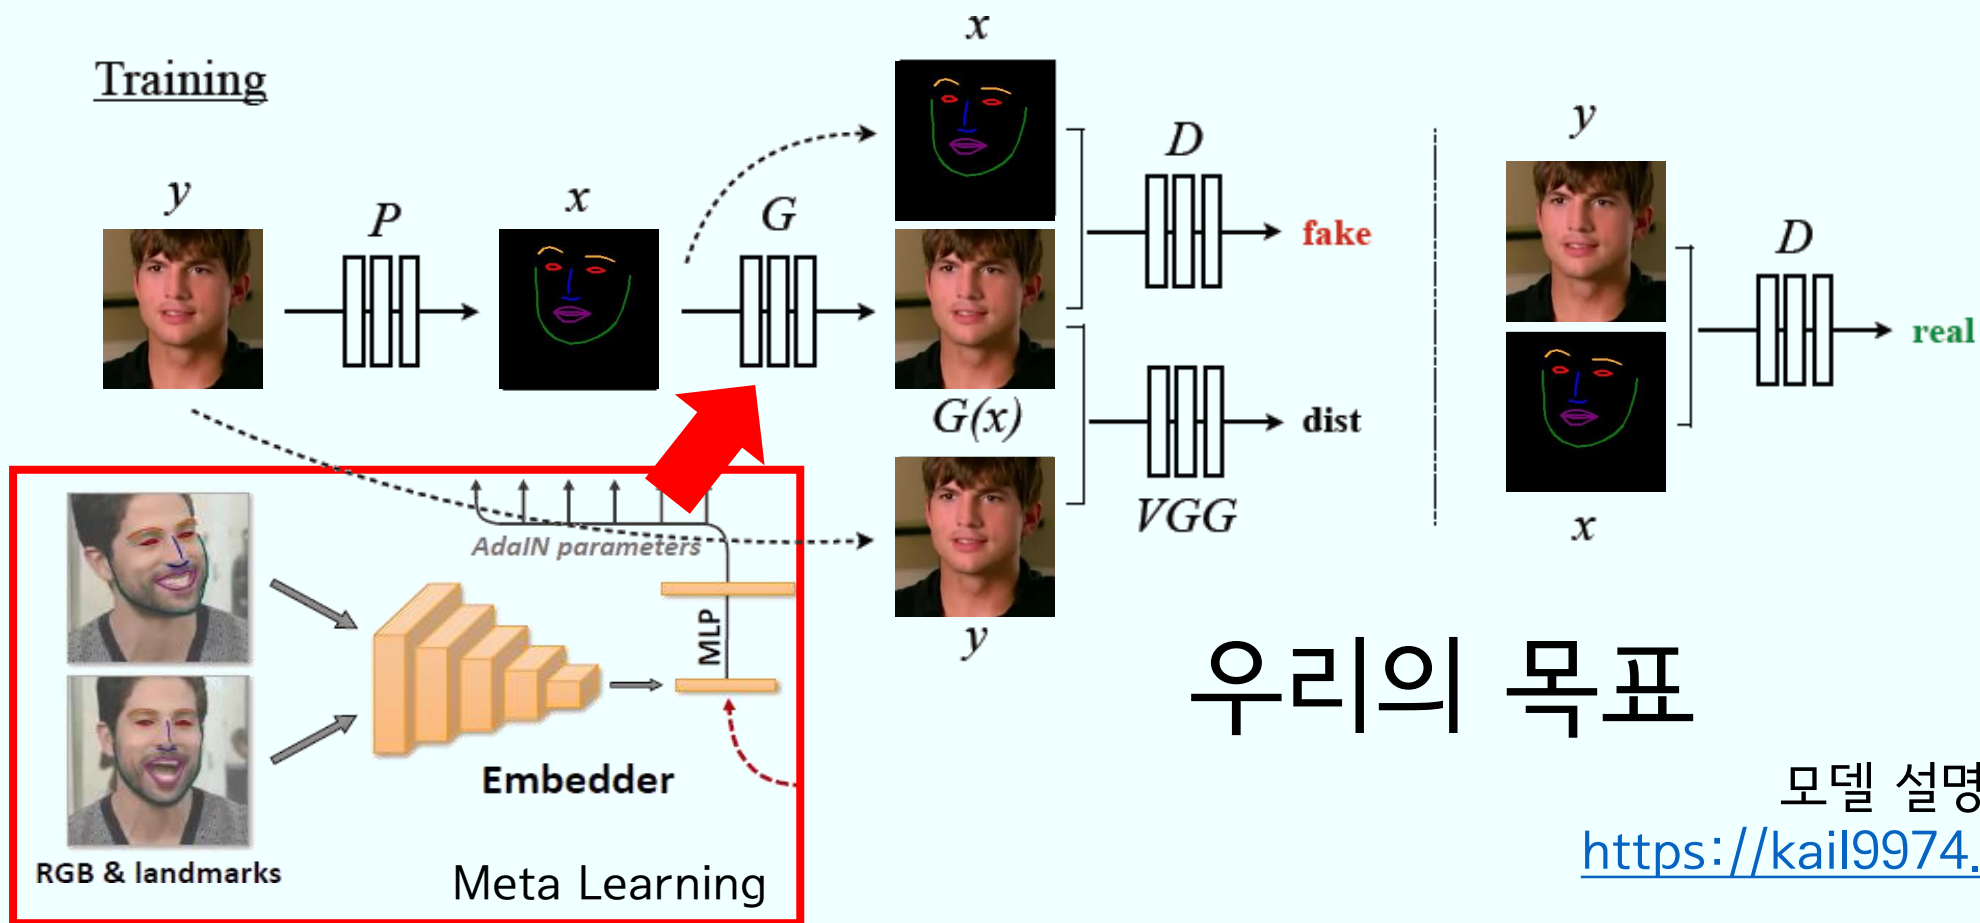 Training
x
y
P
x
G
D
fake
y
D
real
G(x)
dist
VGG
x
y
AdaIN parameters
MLP
Embedder
RGB & landmarks
Meta Learning
우리의 목표
모델 설명
https://kail9974.